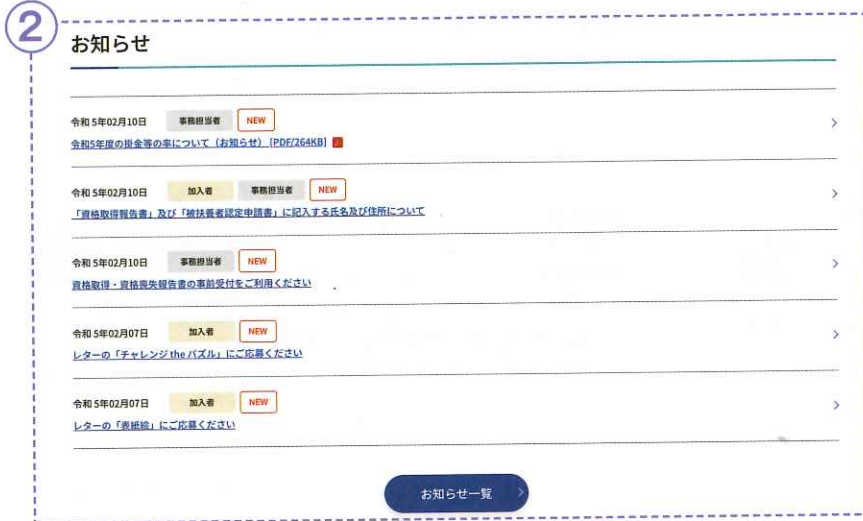 2
お知らせ
令和 5年02月10日 事務担当者 NEW
令和5年度の掛金等の率について（お知らせ） [PDF/264KB]
令和 5年02月10日 加入者 事務担当者 NEW
「資格取得報告書」及び「被扶養者認定申請書」に記入する氏名及び住所について
令和 5年02月10日 事務担当者 NEW
資格取得・資格喪失報告書の事前受付をご利用ください
令和 5年02月07日 加入者 NEW
レターの「チャレンジ the パズル」にご応募ください
令和 5年02月07日 加入者 NEW
レターの「表紙絵」にご応募ください
お知らせ一覧